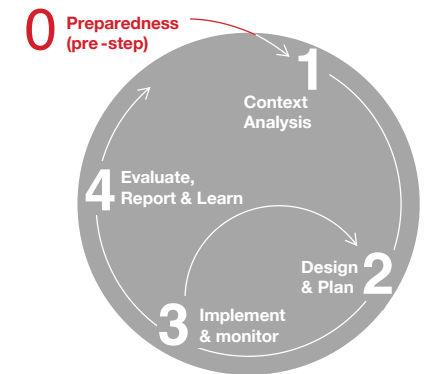 0 Preparedness
(pre-step)
1
Context
Analysis
2 Design
& Plan
3 Implement
& monitor
4 Evaluate,
Report & Learn